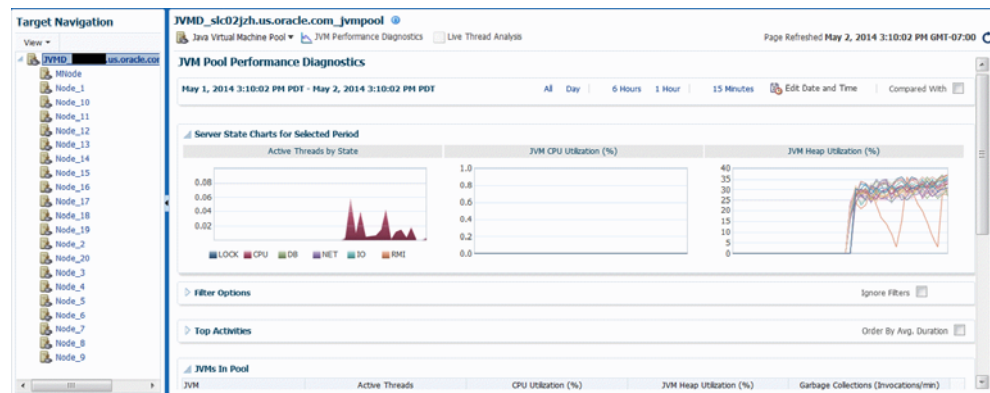 Target Navigation
View
JVMD_ .us.oracle.com
MNode
Node_1
Node_10
Node_11
Node_12
Node_13
Node_14
Node_15
Node_16
Node_17
Node_18
Node_19
Node_2
Node_20
Node_3
Node_4
Node_5
Node_6
Node_7
Node_8
Node_9
JVMD_slc02jzh.us.oracle.com_jvmpool
Java Virtual Machine Pool JVM Performance Diagnostics Live Thread Analysis Page Refreshed May 2, 2014 3:10:02 PM GMT-07:00
JVM Pool Performance Diagnostics
May 1, 2014 3:10:02 PM PDT - May 2, 2014 3:10:02 PM PDT All Day 6 Hours 1 Hour 15 Minutes Edit Date and Time Compared With
Server State Charts for Selected Period
Active Threads by State
0.08
0.06
0.04
0.02
LOCK CPU DB NET IO RMI
JVM CPU Utilization (%)
1.0
0.8
0.6
0.4
0.2
0.0
JVM Heap Utilization (%)
40
35
30
25
20
15
10
5
0
Filter Options Ignore Filters
Top Activities Order By Avg. Duration
JVMs In Pool
JVM Active Threads CPU Utilization (%) JVM Heap Utilization (%) Garbage Collections (Invocations/min)